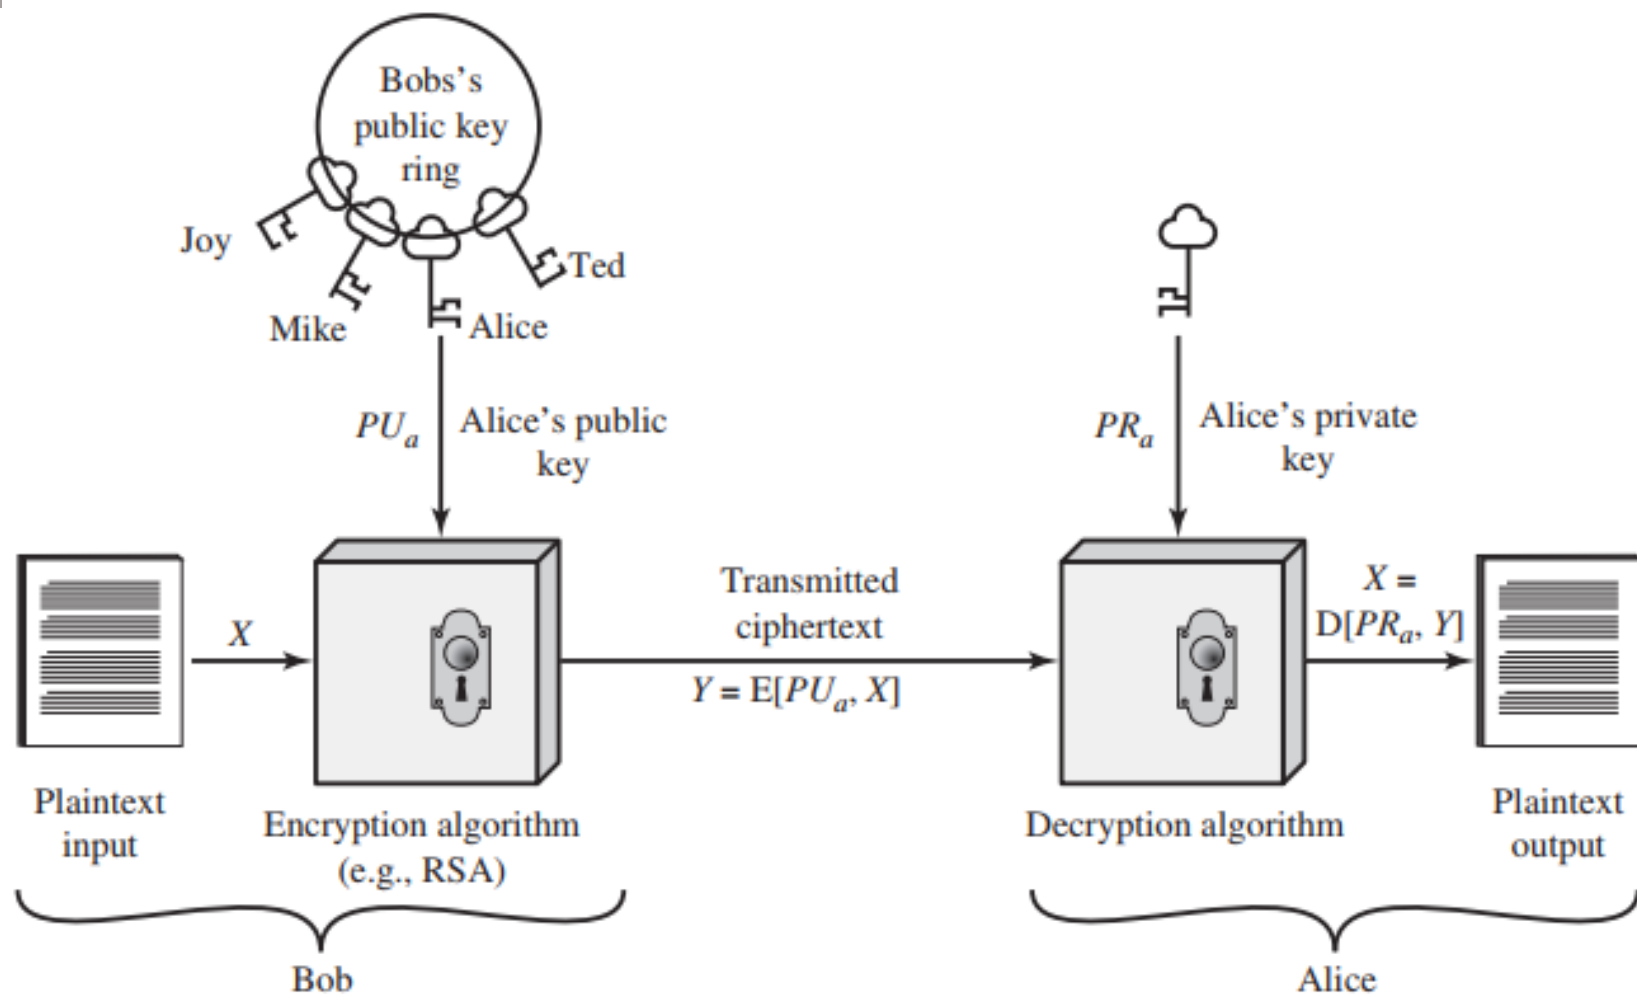 Bobs's
public key
ring
Joy
Ted
Mike
Alice
PUa
Alice's public
key
PRa
Alice's private
key
X
Transmitted
ciphertext
Y = E[PUa, X]
X =
D[PRa, Y]
Plaintext
input
Encryption algorithm
(e.g., RSA)
Decryption algorithm
Plaintext
output
Bob
Alice